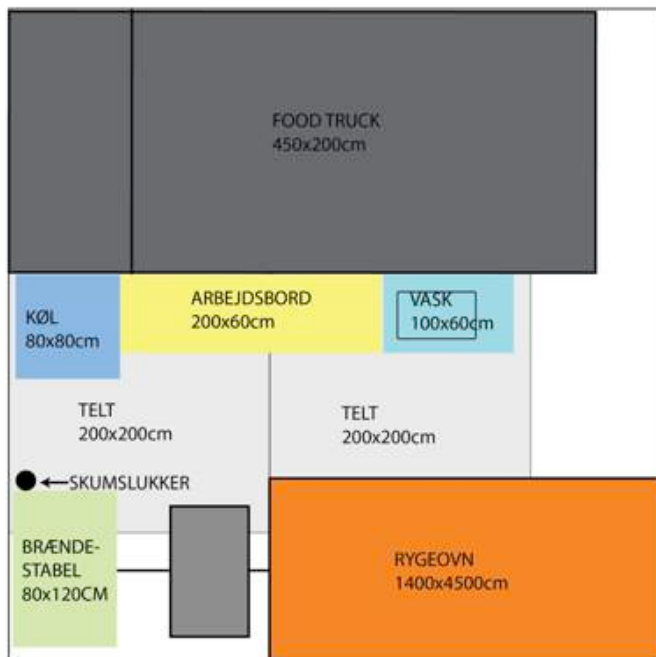 FOOD TRUCK
450x200cm
KØL
80x80cm
ARBEJDSBORD
200x60cm
VASK
100x60cm
TELT
200x200cm
TELT
200x200cm
SKUMSLUKKER
BRÆNDE-
STABEL
80x120CM
RYGEOVN
1400x4500cm